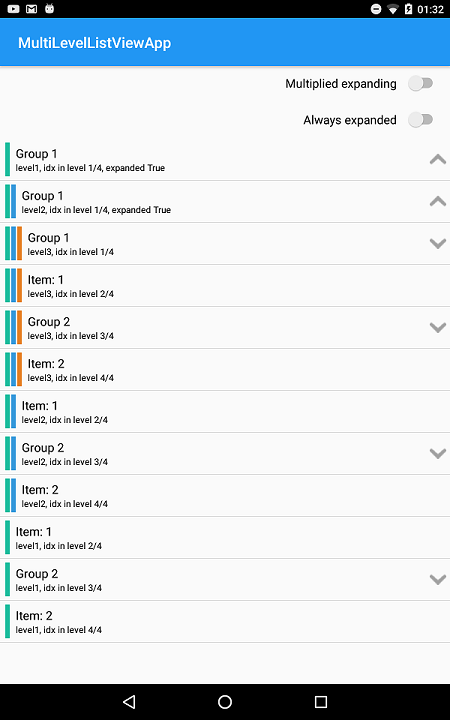 01:32
MultiLevelListViewApp
Multiplied expanding
Always expanded
Group 1
level1, idx in level 1/4, expanded True
Group 1
level2, idx in level 1/4, expanded True
Group 1
level3, idx in level 1/4
Item: 1
level3, idx in level 2/4
Group 2
level3, idx in level 3/4
Item: 2
level3, idx in level 4/4
Item: 1
level2, idx in level 2/4
Group 2
level2, idx in level 3/4
Item: 2
level2, idx in level 4/4
Item: 1
level1, idx in level 2/4
Group 2
level1, idx in level 3/4
Item: 2
level1, idx in level 4/4